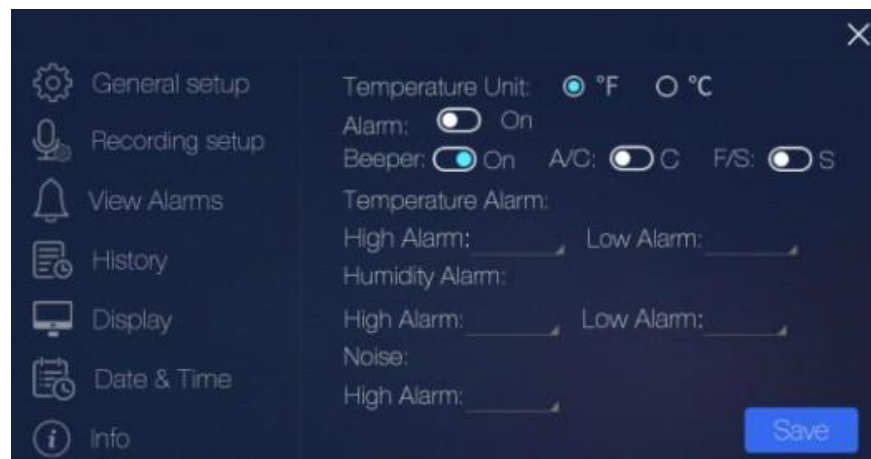 General setup
Recording setup
View Alarms
History
Display
Date & Time
Info
Temperature Unit: °F °C
Alarm: On
Beeper: On A/C: C F/S: S
Temperature Alarm:
High Alarm: Low Alarm:
Humidity Alarm:
High Alarm: Low Alarm:
Noise:
High Alarm:
Save